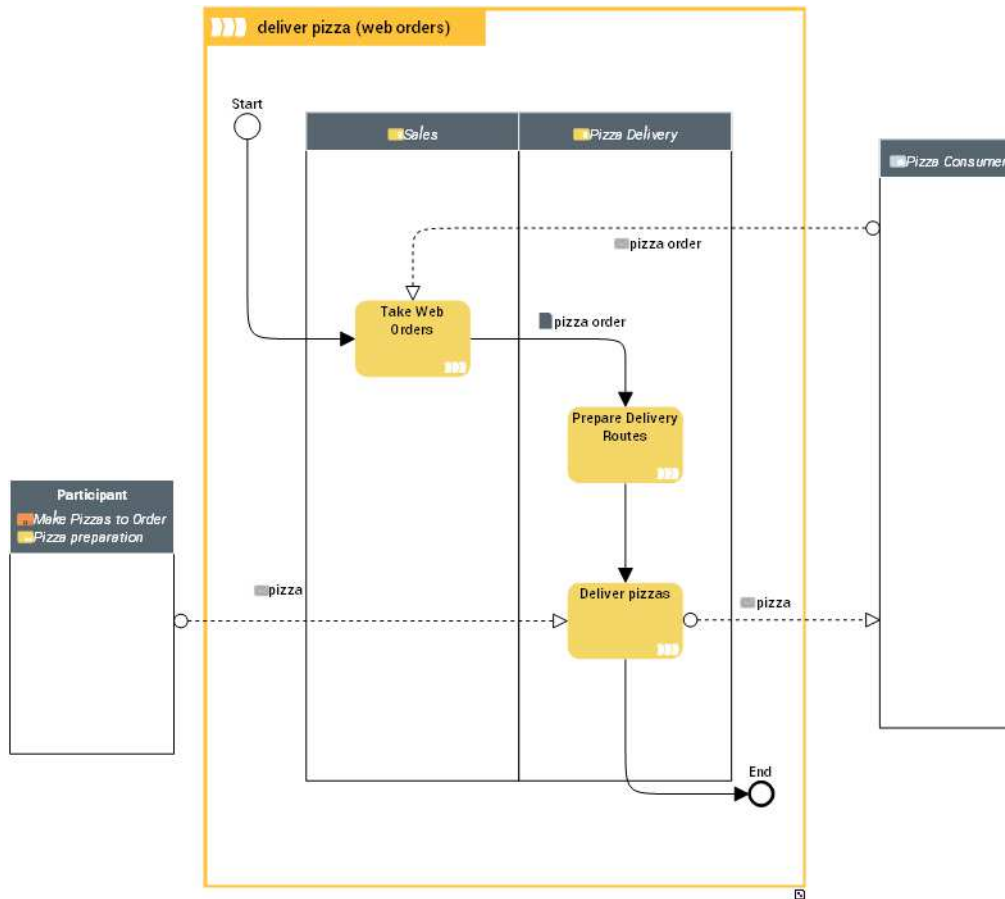 deliver pizza (web orders)
Start
Sales
Pizza Delivery
Pizza Consumer
pizza order
Take Web
Orders
pizza order
Prepare Delivery
Routes
Participant
Make Pizzas to Order
Pizza preparation
pizza
Deliver pizzas
pizza
End